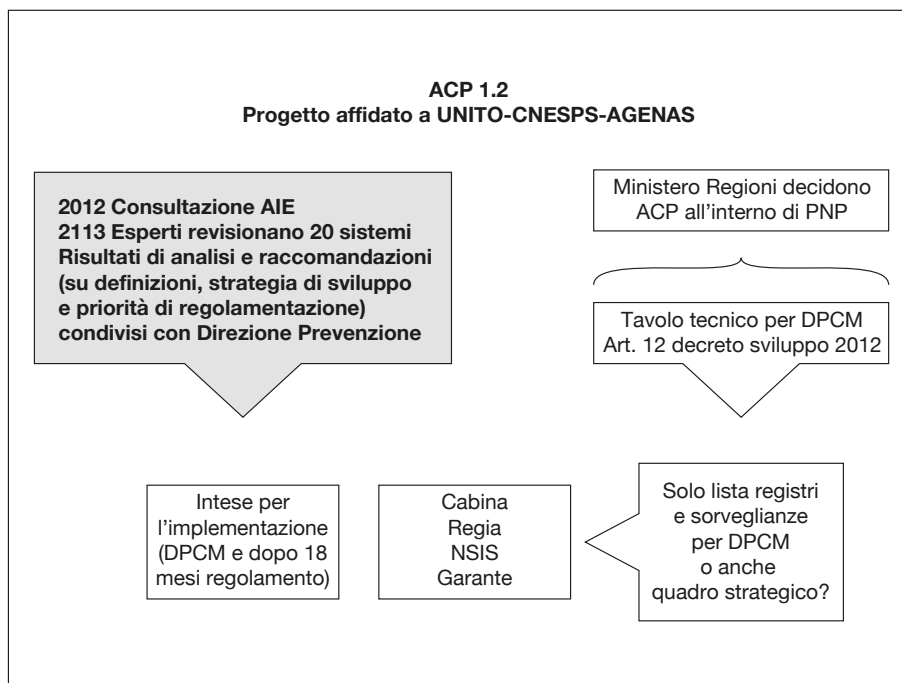 ACP 1.2
Progetto affidato a UNITO-CNESPS-AGENAS
2012 Consultazione AIE
2113 Esperti revisionano 20 sistemi
Risultati di analisi e raccomandazioni
(su definizioni, strategia di sviluppo
e priorità di regolamentazione)
condivisi con Direzione Prevenzione
Ministero Regioni decidono
ACP all’interno di PNP
Tavolo tecnico per DPCM
Art. 12 decreto sviluppo 2012
Intese per
l’implementazione
(DPCM e dopo 18
mesi regolamento)
Cabina
Regia
NSIS
Garante
Solo lista registri
e sorveglianze
per DPCM
o anche
quadro strategico?